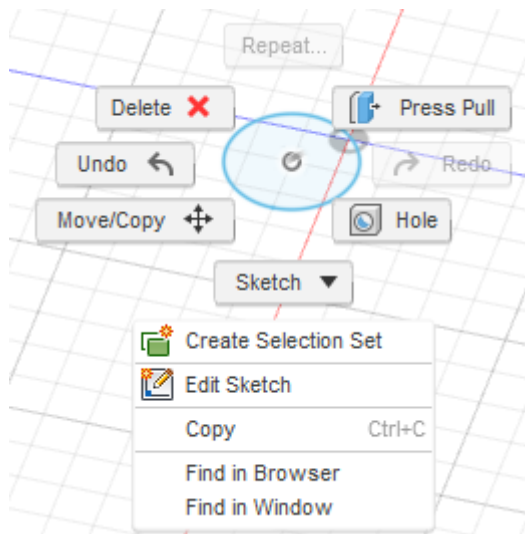 Repeat...
Delete
Press Pull
Undo
Redo
Move/Copy
Hole
Sketch
Create Selection Set
Edit Sketch
Copy Ctrl+C
Find in Browser
Find in Window